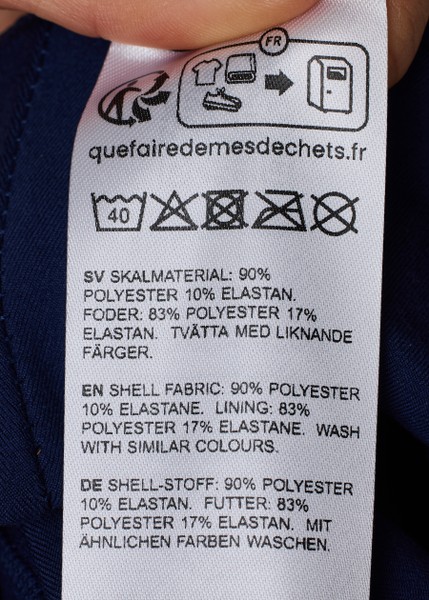 FR
quefairedemesdechets.fr
40
SV SKALMATERIAL: 90%
POLYESTER 10% ELASTAN.
FODER: 83% POLYESTER 17%
ELASTAN. TVÄTTA MED LIKNANDE
FÄRGER.
EN SHELL FABRIC: 90% POLYESTER
10% ELASTANE. LINING: 83%
POLYESTER 17% ELASTANE. WASH
WITH SIMILAR COLOURS.
DE SHELL-STOFF: 90% POLYESTER
10% ELASTAN. FUTTER: 83%
POLYESTER 17% ELASTAN. MIT
ÄHNLICHEN FARBEN WASCHEN.